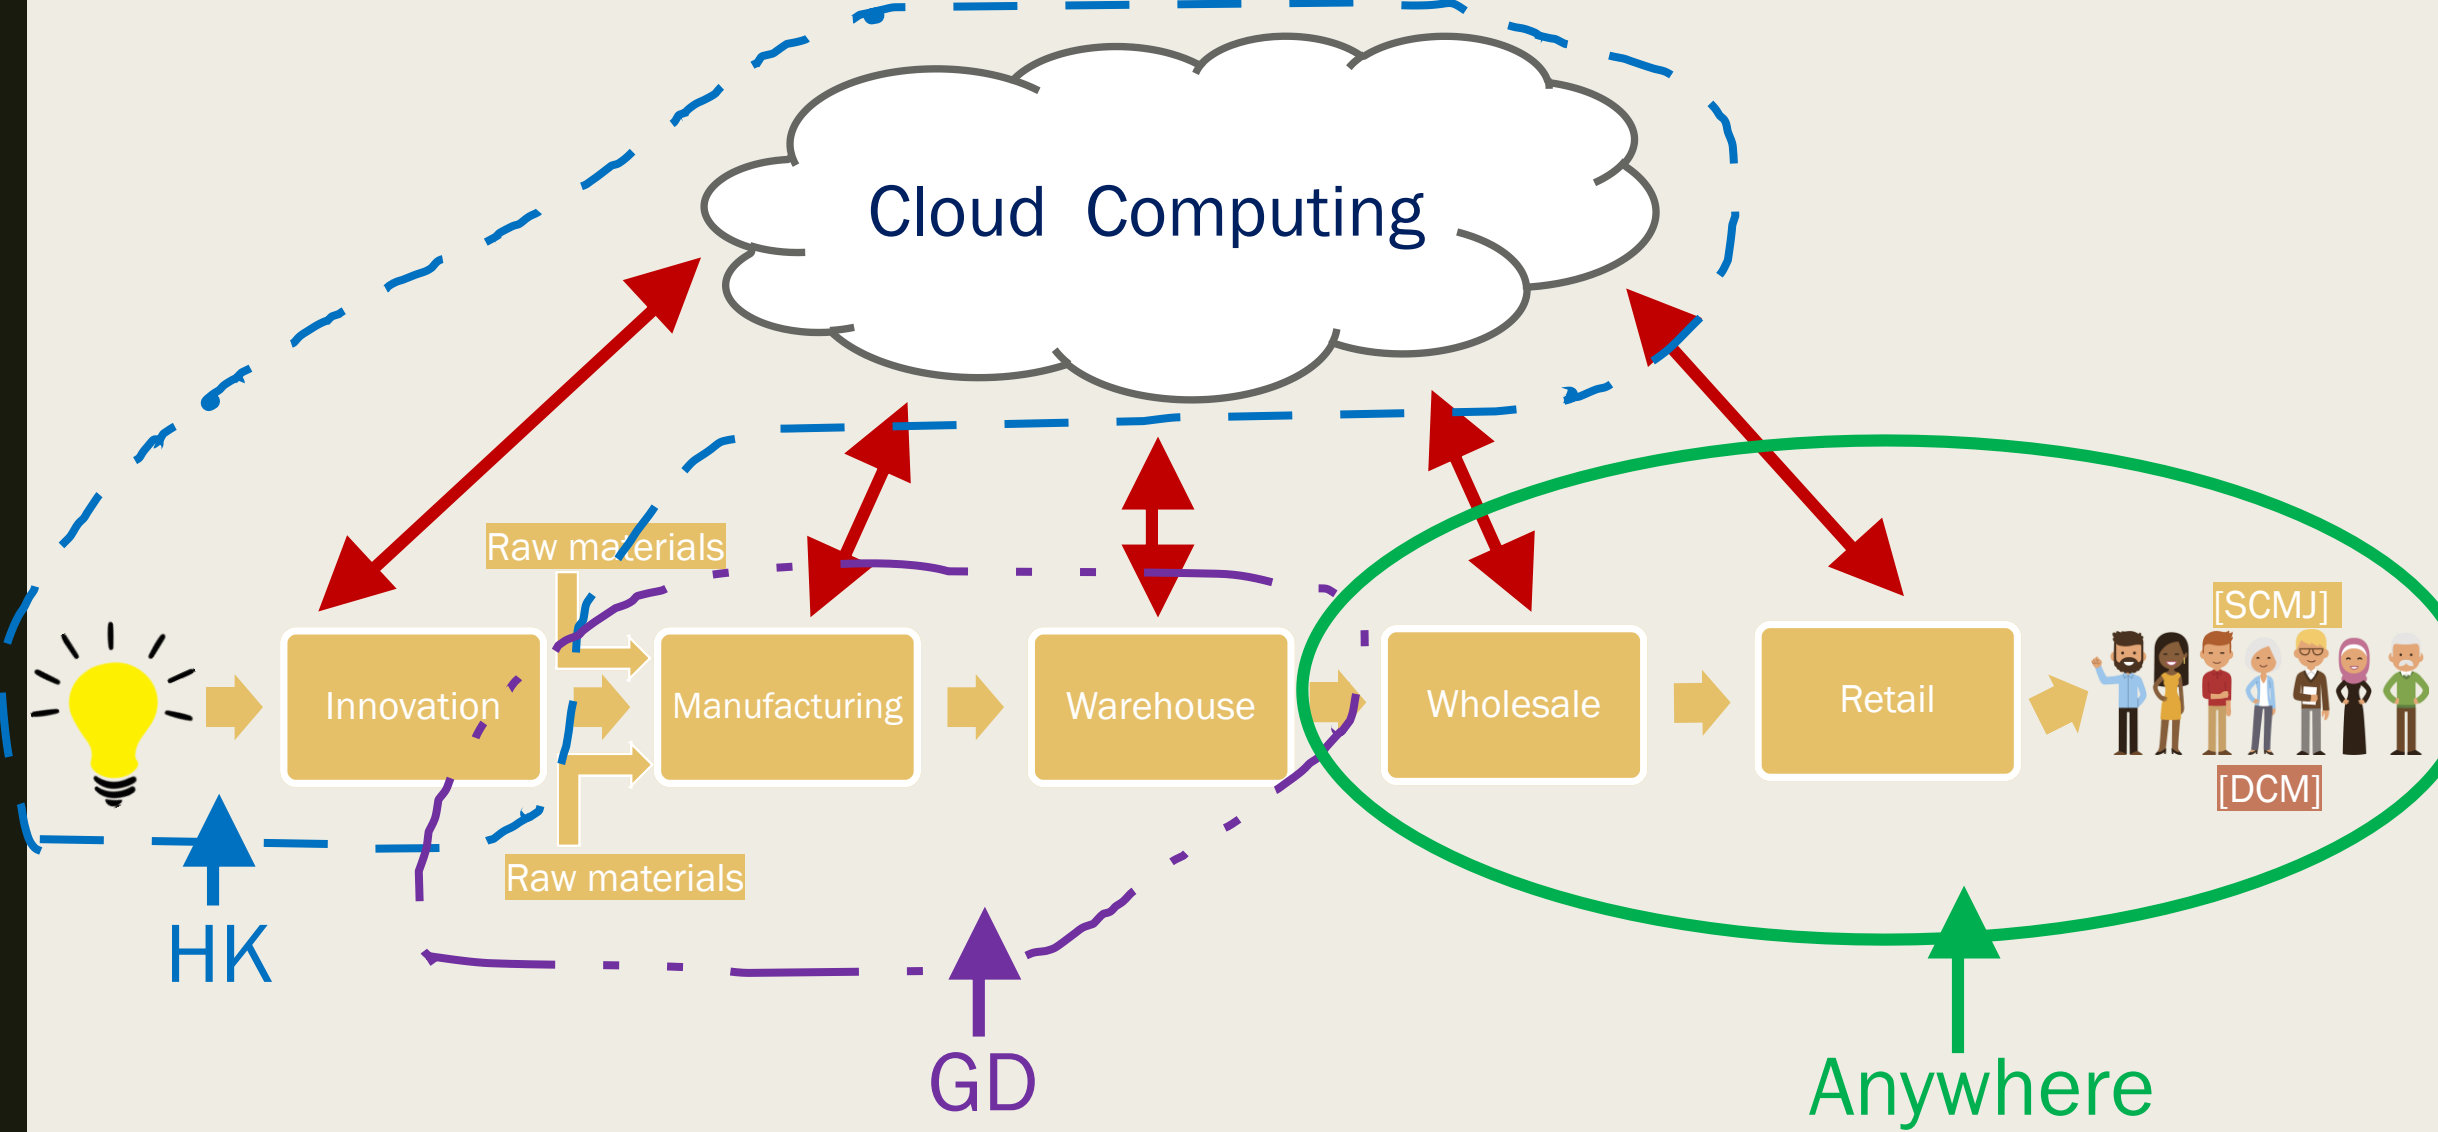 Cloud Computing
Raw materials
[SCMJ]
Innovation
Manufacturing
Warehouse
Wholesale
Retail
[DCM]
Raw materials
HK
GD
Anywhere